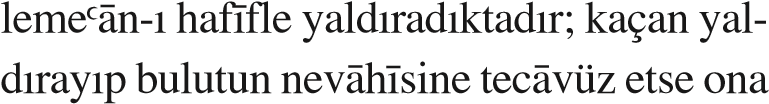 lemeᶜān-ı hafīfle yaldıradıktadır; kaçan yal-
dırayıp bulutun nevāhīsine tecāvüz etse ona